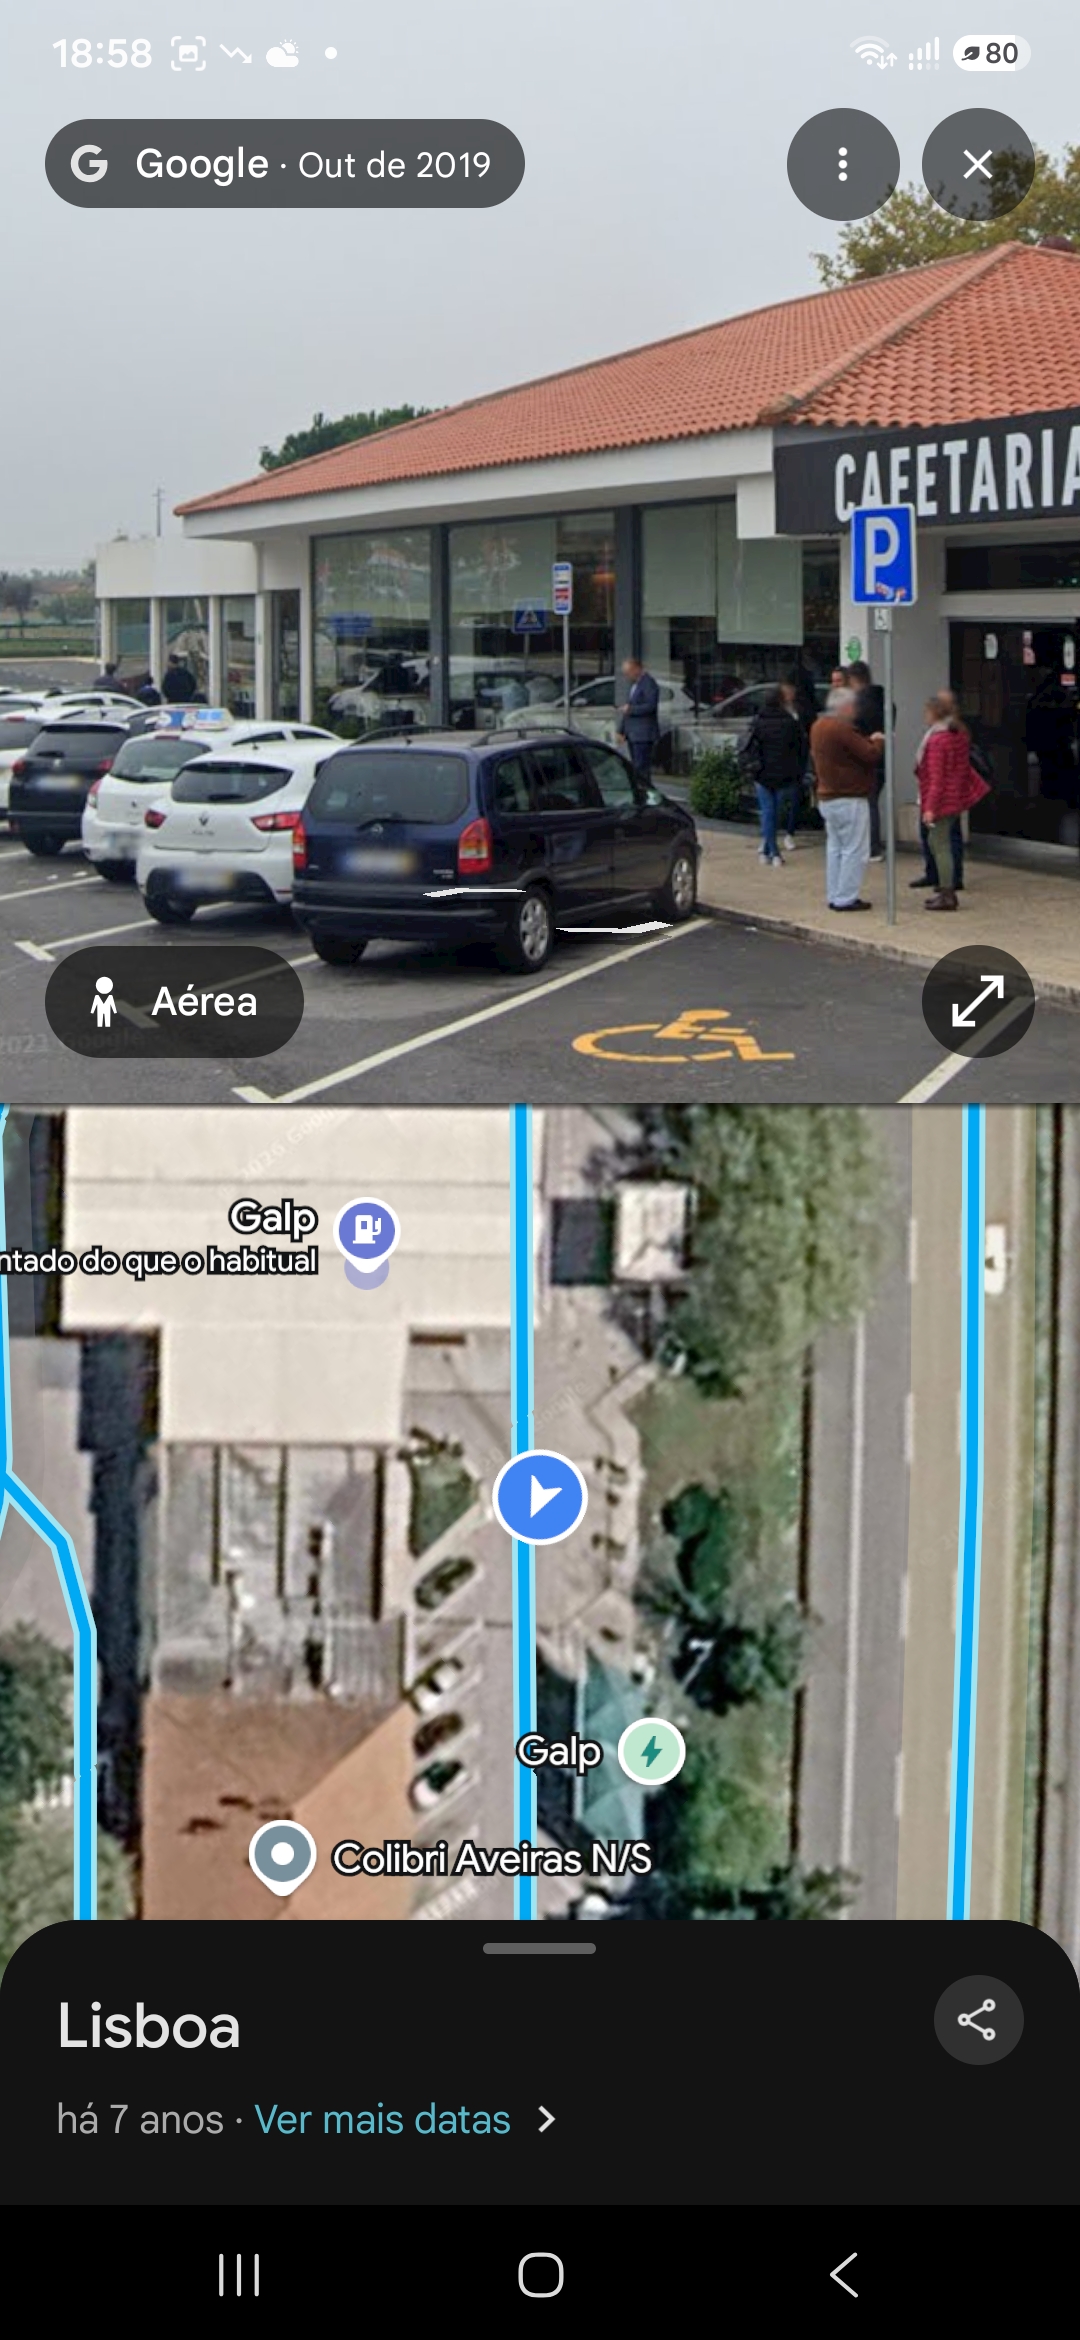 18:58
80
Google · Out de 2019
CAFETARIA
P
Aérea
Galp
ntado do que o habitual
Galp
Colibri Aveiras N/S
Lisboa
há 7 anos · Ver mais datas